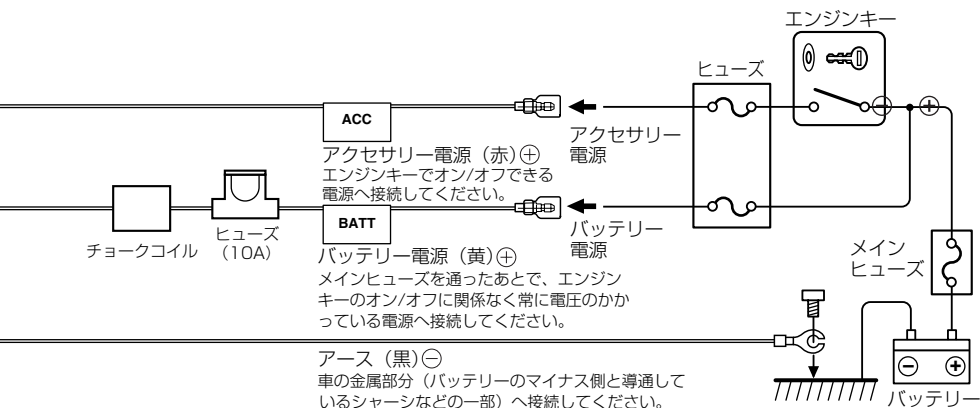 エンジンキー
ヒューズ
ACC
アクセサリー電源（赤）⊕
エンジンキーでオン/オフできる
電源へ接続してください。
アクセサリー
電源
⊖
⊕
チョークコイル
ヒューズ
（10A）
BATT
バッテリー電源（黄）⊕
メインヒューズを通ったあとで、エンジン
キーのオン/オフに関係なく常に電圧のかか
っている電源へ接続してください。
バッテリー
電源
メイン
ヒューズ
アース（黒）⊖
車の金属部分（バッテリーのマイナス側と導通して
いるシャーシなどの一部）へ接続してください。
⊖ ⊕
バッテリー